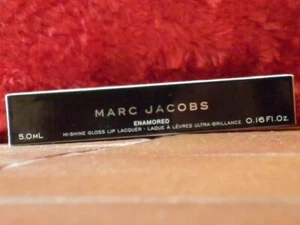 MARC JACOBS
ENAMORED
5.0ML HI-SHINE GLOSS LIP LACQUER - LAQUE À LÈVRES ULTRA-BRILLANCE 0.16 Fl.Oz.